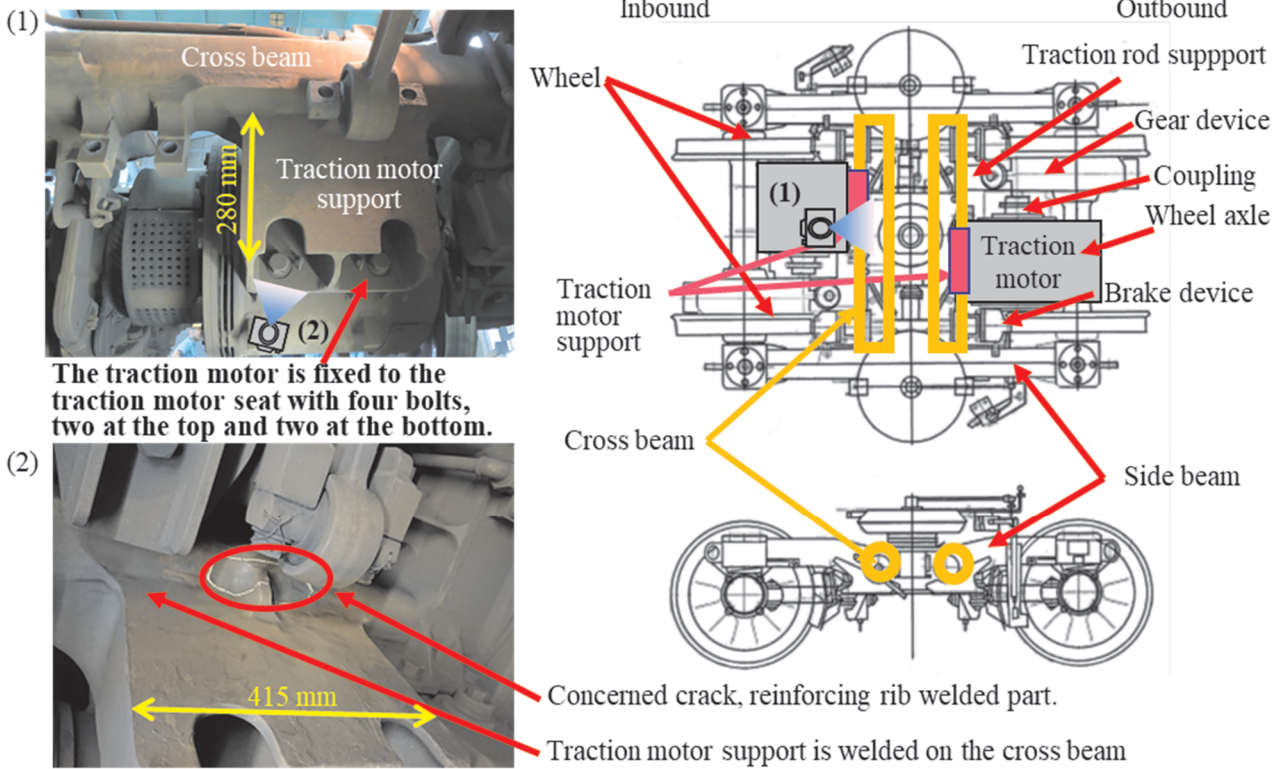 (1)
Cross beam
Traction motor
support
280 mm
(2)
The traction motor is fixed to the
traction motor seat with four bolts,
two at the top and two at the bottom.
(2)
415 mm
Concerned crack, reinforcing rib welded part.
Traction motor support is welded on the cross beam
Inbound
Outbound
Wheel
Traction rod suppport
Gear device
Coupling
Wheel axle
(1)
Traction
motor
Traction
motor
support
Brake device
Cross beam
Side beam